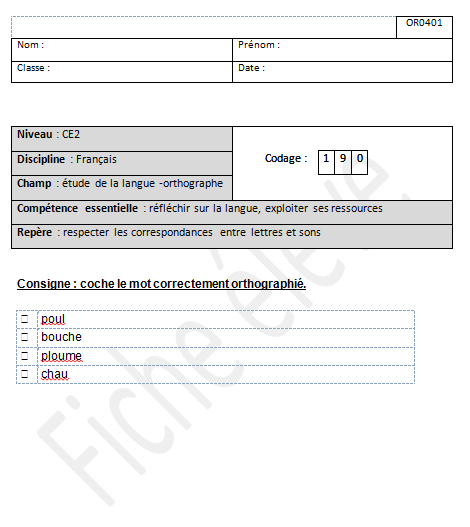 OR0401
Nom : Prénom :
Classe : Date :
Niveau : CE2
Discipline : Français
Codage : 1 9 0
Champ : étude de la langue -orthographe
Compétence essentielle : réfléchir sur la langue, exploiter ses ressources
Repère : respecter les correspondances entre lettres et sons
Consigne : coche le mot correctement orthographié.
poul
bouche
ploume
chau
Fiche élève